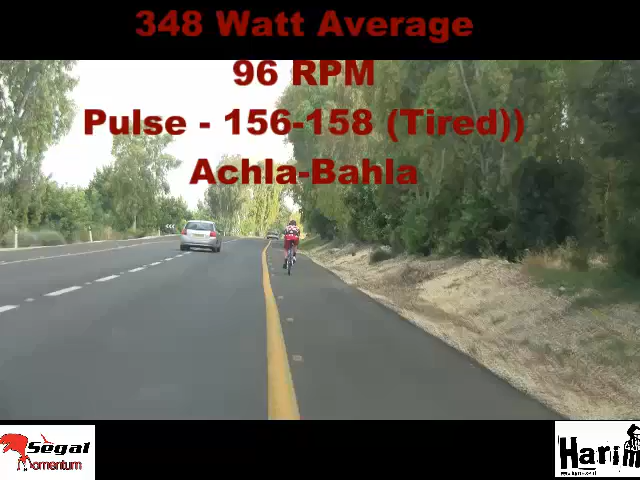 348 Watt Average
96 RPM
Pulse - 156-158 (Tired))
Achla-Bahla
Segal
Momentum
Harim